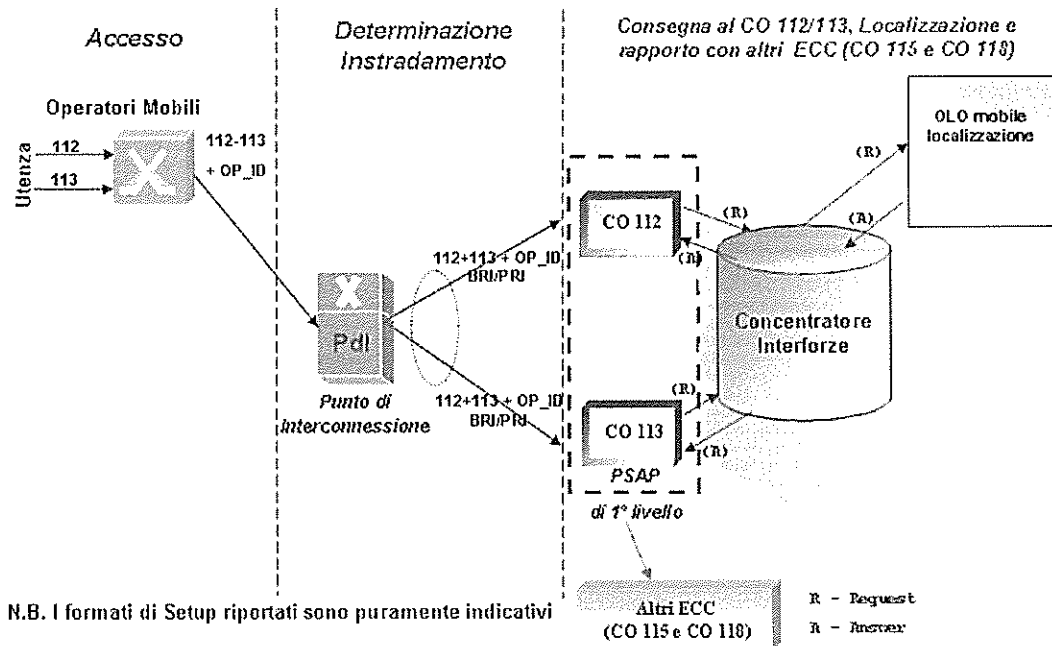 Accesso
Determinazione
Instradamento
Consegna al CO 112/113, Localizzazione e
rapporto con altri ECC (CO 115 e CO 118)
Operatori Mobili
Utenza
112
113
112-113
+ OP_ID
OLO mobile
localizzazione
(R)
(R)
CO 112
(R)
(R)
112+113 + OP_ID
BRI/PRI
PdI
Punto di
Interconnessione
112+113 + OP_ID
BRI/PRI
Concentratore
Interforze
(R)
CO 113
(R)
PSAP
di 1° livello
N.B. I formati di Setup riportati sono puramente indicativi
Altri ECC
(CO 115 e CO 118)
R - Request
R - Answer